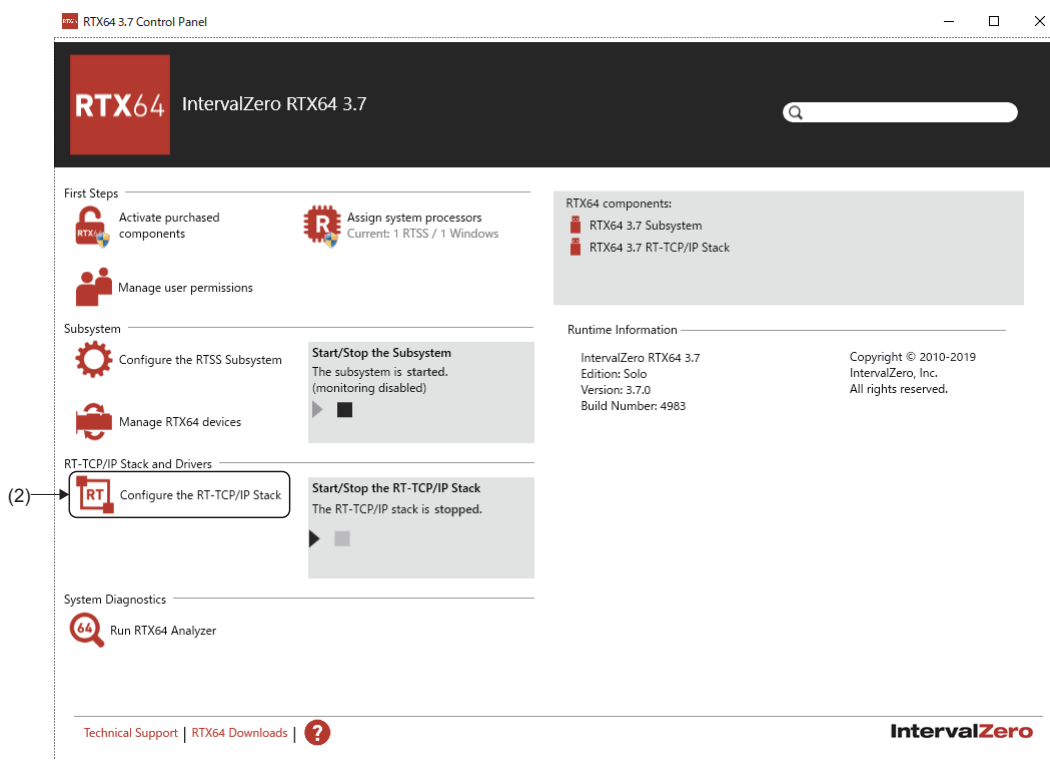 RTX64 3.7 Control Panel
RTX64
IntervalZero RTX64 3.7
First Steps
Activate purchased
components
Assign system processors
Current: 1 RTSS / 1 Windows
Manage user permissions
RTX64 components:
RTX64 3.7 Subsystem
RTX64 3.7 RT-TCP/IP Stack
Subsystem
Configure the RTSS Subsystem
Start/Stop the Subsystem
The subsystem is started.
(monitoring disabled)
Manage RTX64 devices
Runtime Information
IntervalZero RTX64 3.7
Edition: Solo
Version: 3.7.0
Build Number: 4983
Copyright © 2010-2019
IntervalZero, Inc.
All rights reserved.
RT-TCP/IP Stack and Drivers
(2)
RT
Configure the RT-TCP/IP Stack
Start/Stop the RT-TCP/IP Stack
The RT-TCP/IP stack is stopped.
System Diagnostics
64
Run RTX64 Analyzer
Technical Support | RTX64 Downloads | ?
IntervalZero